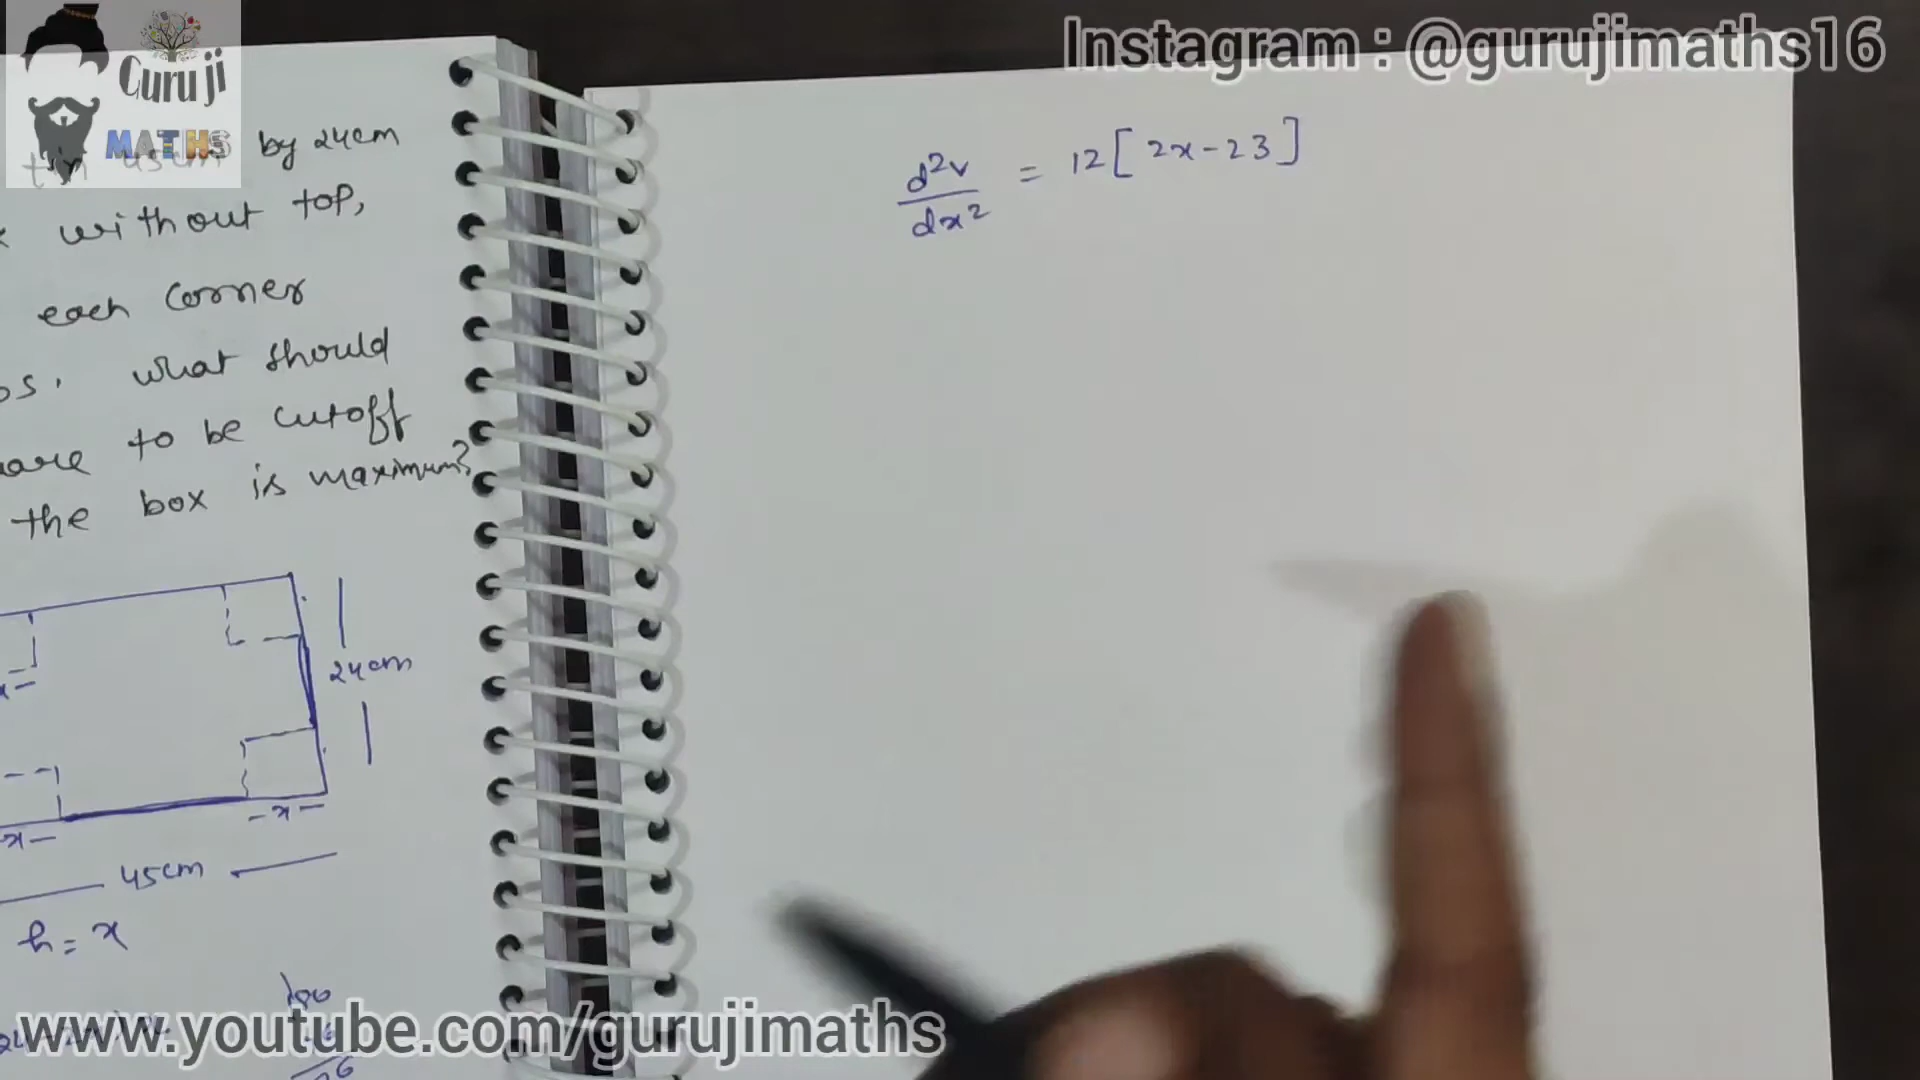 Instagram : @gurujimaths16
Guru ji
MATHS
by 24cm
without top,
each corner
what should
to be cutoff
the box is maximum?
24cm
x-
- x -
x-
45cm
h = x
100
www.youtube.com/gurujimaths
d²v/dx² = 12[2x-23]